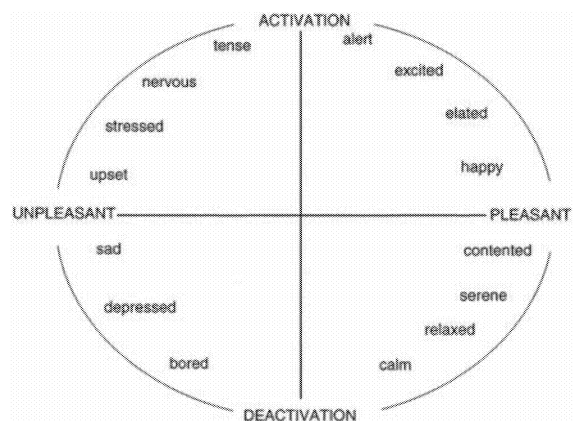 ACTIVATION
tense
alert
nervous
excited
stressed
elated
upset
happy
UNPLEASANT
PLEASANT
sad
contented
depressed
serene
relaxed
bored
calm
DEACTIVATION